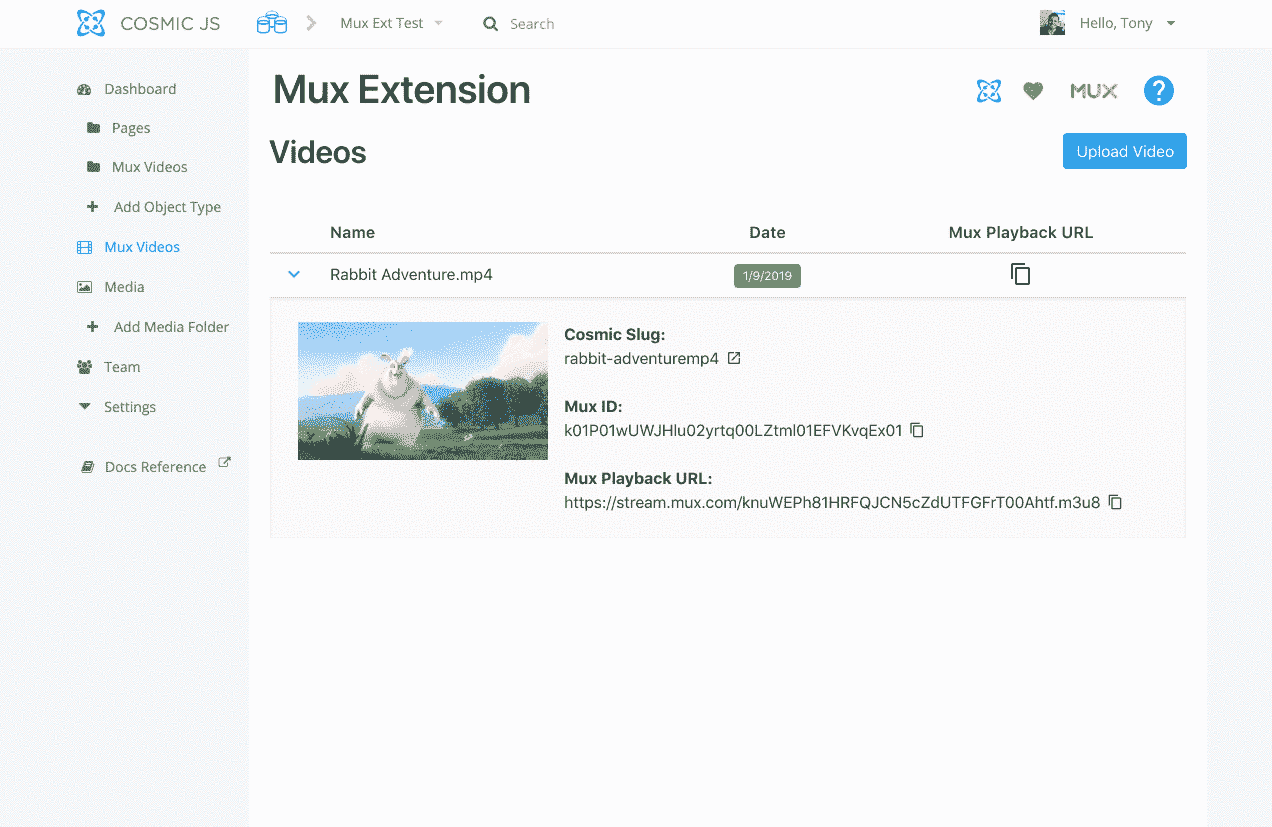 COSMIC JS Mux Ext Test Search Hello, Tony
Dashboard
Pages
Mux Videos
Add Object Type
Mux Videos
Media
Add Media Folder
Team
Settings
Docs Reference
Mux Extension MUX ?
Videos Upload Video
Name Date Mux Playback URL
Rabbit Adventure.mp4 1/9/2019
Cosmic Slug:
rabbit-adventuremp4
Mux ID:
k01P01wUWJHlu02yrtq00LZtml01EFVKvqEx01
Mux Playback URL:
https://stream.mux.com/knuWEPh81HRFQJCN5cZdUTFGFrT00Ahtf.m3u8